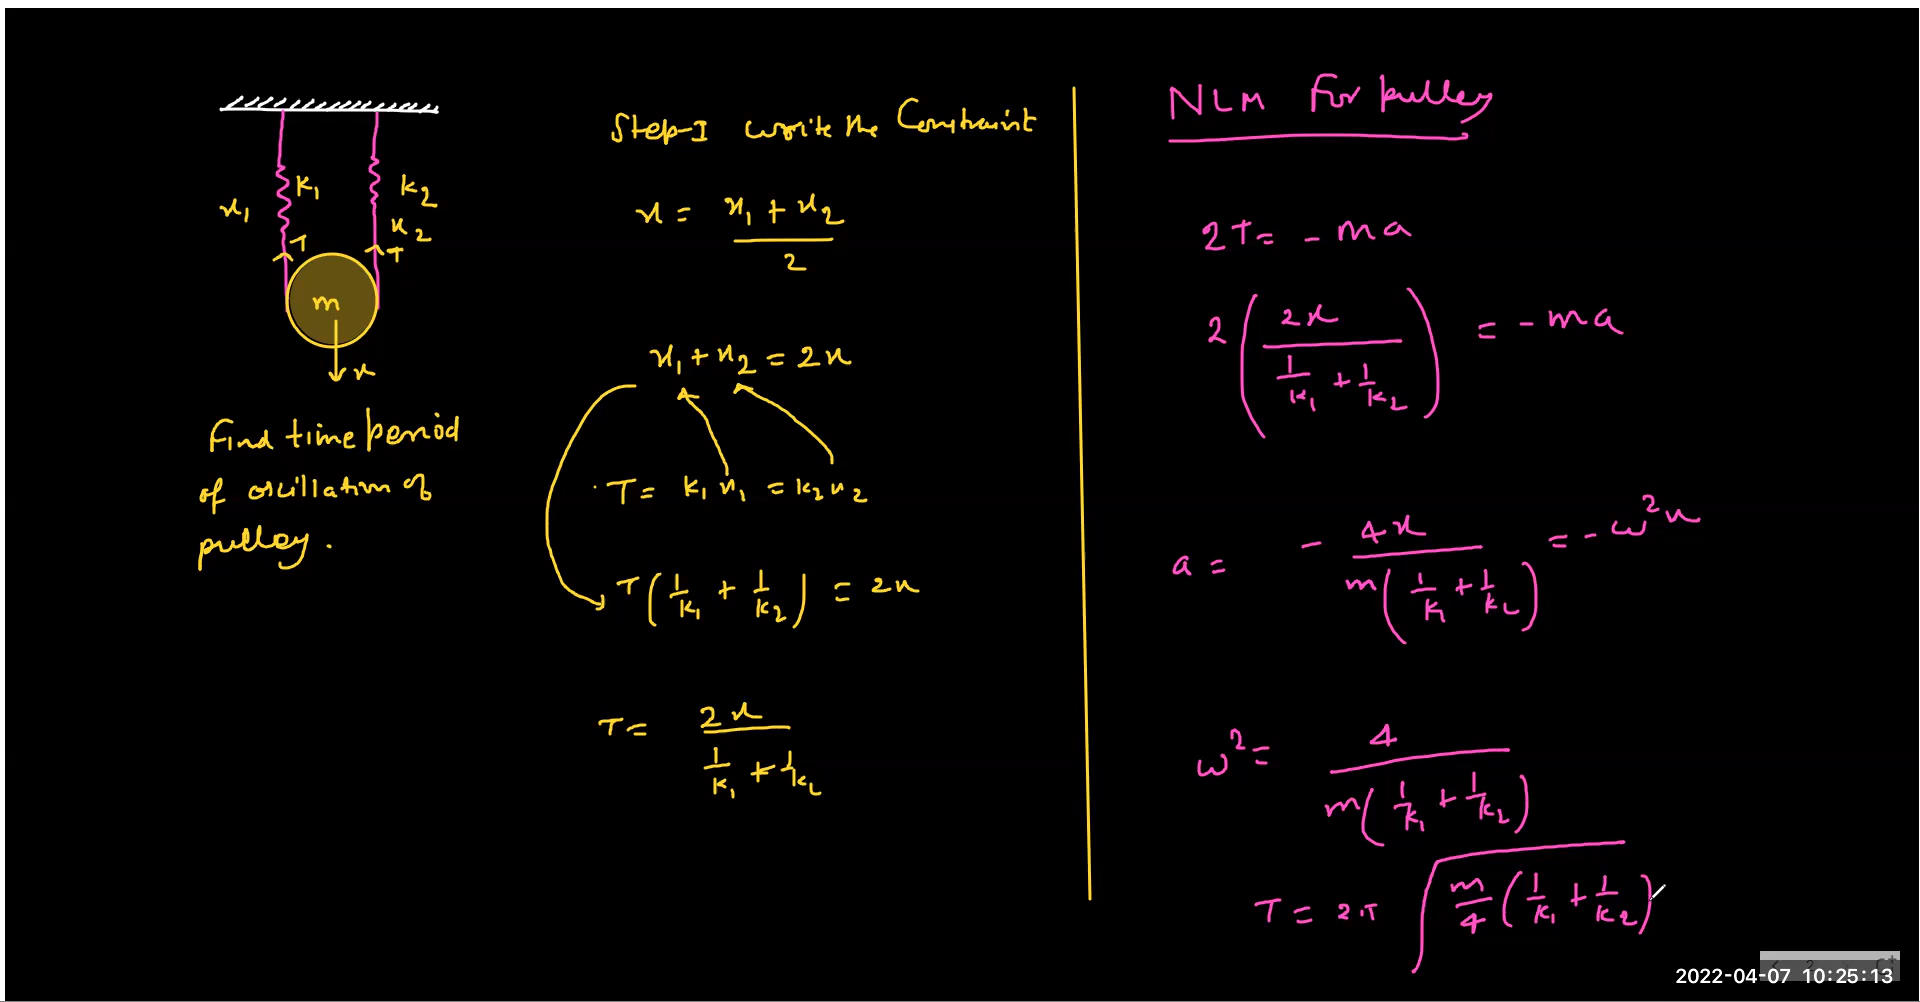 K₁
K₂
x₁
x₂
T
T
m
x
Find time period
of oscillation of
pulley.
Step-I write the Constraint
x = (x₁ + x₂)/2
x₁ + x₂ = 2x
T = K₁x₁ = K₂x₂
T(1/K₁ + 1/K₂) = 2x
T = 2x/(1/K₁ + 1/K₂)
NLM For pulley
2T = -ma
2(2x/(1/K₁ + 1/K₂)) = -ma
a = -4x/(m(1/K₁ + 1/K₂)) = -ω²x
ω² = 4/(m(1/K₁ + 1/K₂))
T = 2π√(m/4(1/K₁ + 1/K₂))
2022-04-07 10:25:13